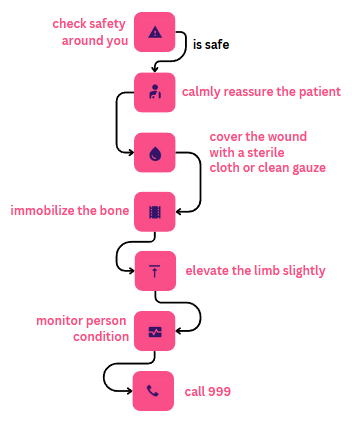 check safety
around you
is safe
calmly reassure the patient
cover the wound
with a sterile
cloth or clean gauze
immobilize the bone
elevate the limb slightly
monitor person
condition
call 999